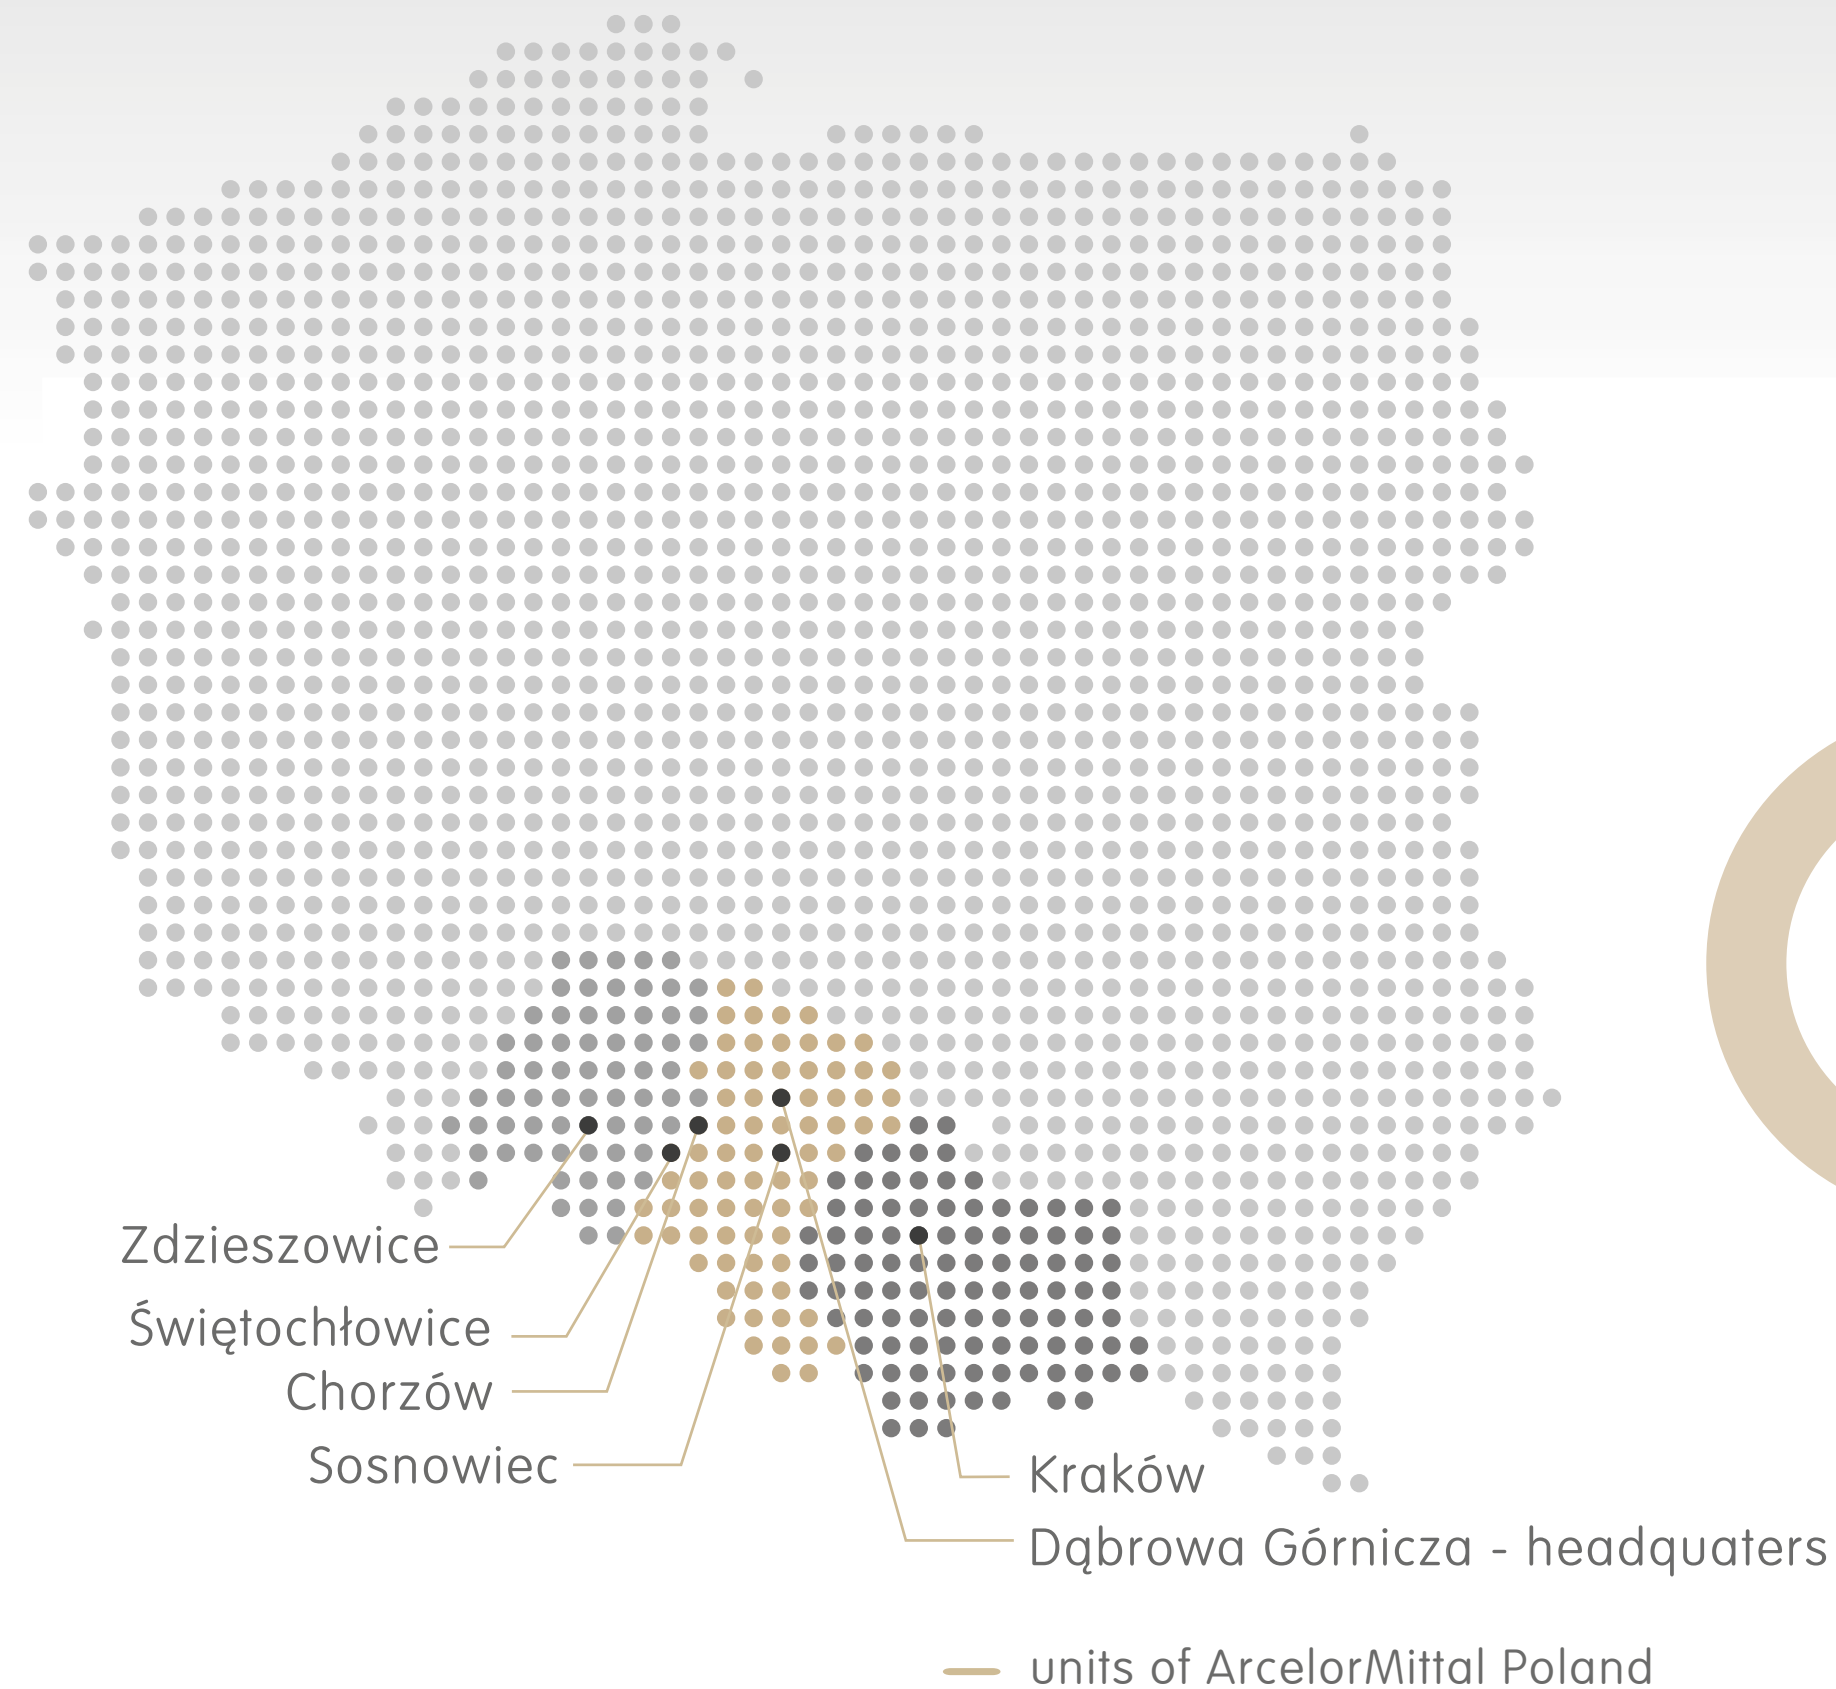 Zdzieszowice
Świętochłowice
Chorzów
Sosnowiec
Kraków
Dąbrowa Górnicza - headquaters
units of ArcelorMittal Poland